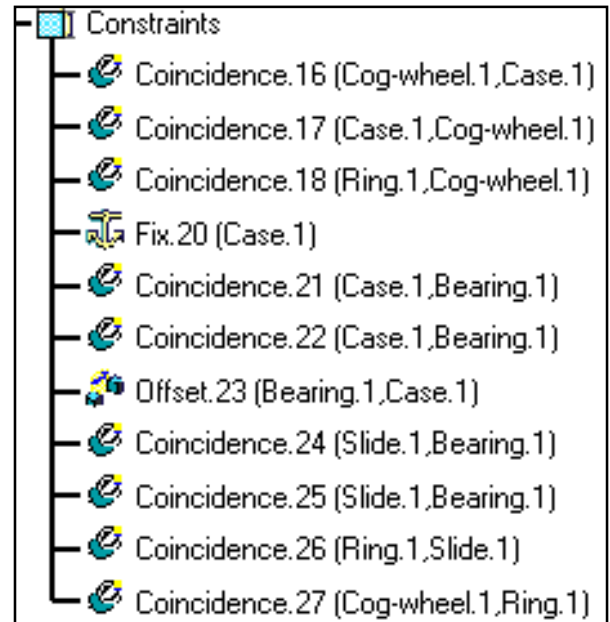 Constraints
Coincidence.16 (Cog-wheel.1,Case.1)
Coincidence.17 (Case.1,Cog-wheel.1)
Coincidence.18 (Ring.1,Cog-wheel.1)
Fix.20 (Case.1)
Coincidence.21 (Case.1,Bearing.1)
Coincidence.22 (Case.1,Bearing.1)
Offset.23 (Bearing.1,Case.1)
Coincidence.24 (Slide.1,Bearing.1)
Coincidence.25 (Slide.1,Bearing.1)
Coincidence.26 (Ring.1,Slide.1)
Coincidence.27 (Cog-wheel.1,Ring.1)